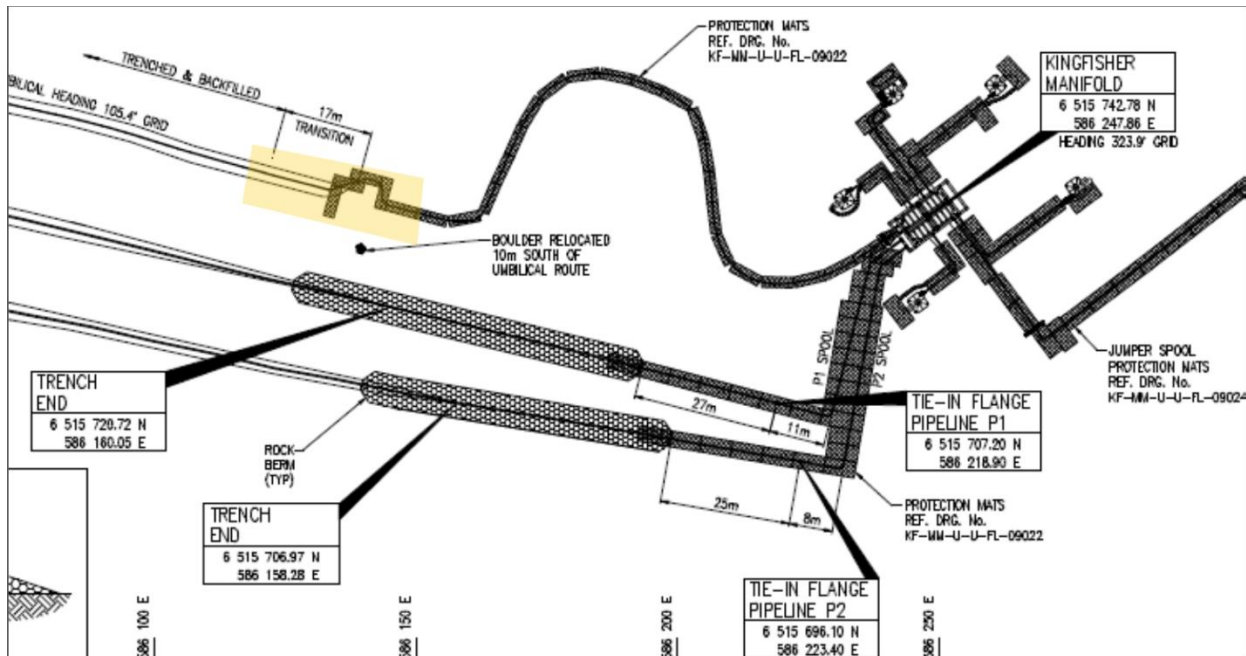 PROTECTION MATS
REF. DRG. No.
KF-MM-U-U-FL-09022
TRENCHED & BACKFILLED
BILICAL HEADING 105.4° GRID
17m
TRANSITION
KINGFISHER
MANIFOLD
6 515 742.78 N
586 247.86 E
HEADING 323.9° GRID
BOULDER RELOCATED
10m SOUTH OF
UMBILICAL ROUTE
P1 SPOOL
P2 SPOOL
JUMPER SPOOL
PROTECTION MATS
REF. DRG. No.
KF-MM-U-U-FL-09024
TRENCH
END
6 515 720.72 N
586 160.05 E
27m
11m
TIE-IN FLANGE
PIPELINE P1
6 515 707.20 N
586 218.90 E
ROCK
BERM
(TYP)
25m
8m
PROTECTION MATS
REF. DRG. No.
KF-MM-U-U-FL-09022
TRENCH
END
6 515 706.97 N
586 158.28 E
TIE-IN FLANGE
PIPELINE P2
6 515 696.10 N
586 223.40 E
586 100 E
586 150 E
586 200 E
586 250 E